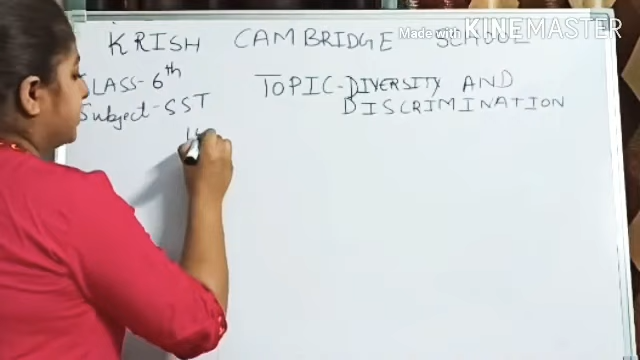 KRISH CAMBRIDGE SCHOOL
Made with KINEMASTER
CLASS-6th
TOPIC-DIVERSITY AND
Subject-SST
DISCRIMINATION